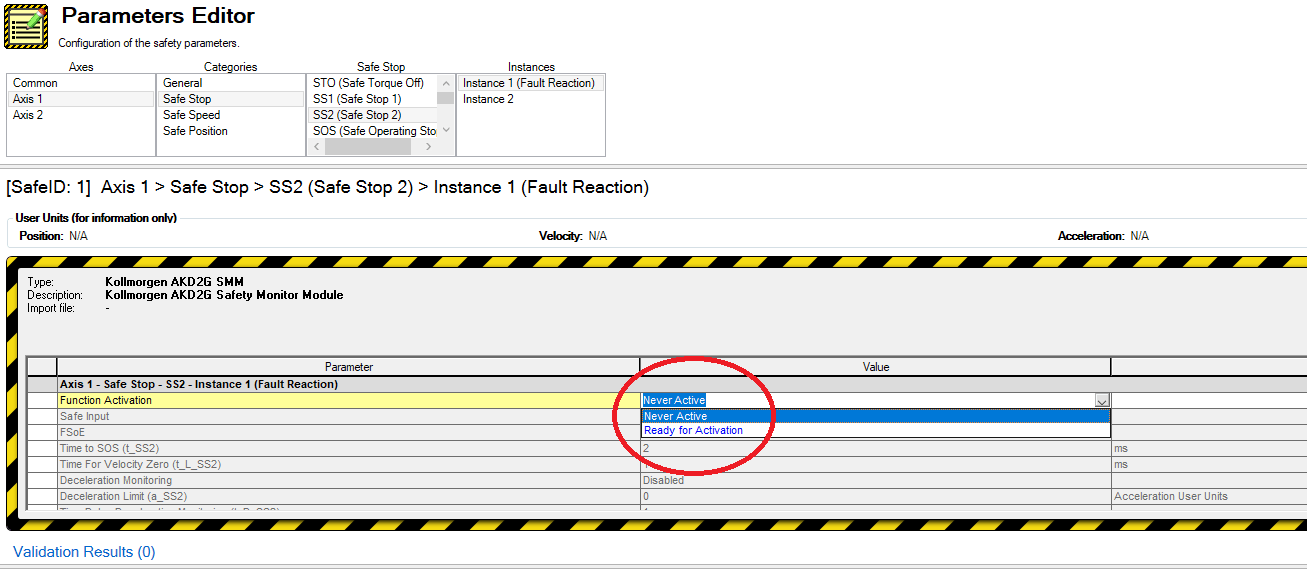 Parameters Editor
Configuration of the safety parameters.
Axes Categories Safe Stop Instances
Common General STO (Safe Torque Off) Instance 1 (Fault Reaction)
Axis 1 Safe Stop SS1 (Safe Stop 1) Instance 2
Axis 2 Safe Speed SS2 (Safe Stop 2)
Safe Position SOS (Safe Operating Sto
[SafeID: 1] Axis 1 > Safe Stop > SS2 (Safe Stop 2) > Instance 1 (Fault Reaction)
User Units (for information only)
Position: N/A Velocity: N/A Acceleration: N/A
Type: Kollmorgen AKD2G SMM
Description: Kollmorgen AKD2G Safety Monitor Module
Import file: -
Parameter Value
Axis 1 - Safe Stop - SS2 - Instance 1 (Fault Reaction)
Function Activation Never Active
Safe Input Never Active
FSoE Ready for Activation
Time to SOS (t_SS2) 2 ms
Time For Velocity Zero (t_L_SS2) ms
Deceleration Monitoring Disabled
Deceleration Limit (a_SS2) 0 Acceleration User Units
Validation Results (0)